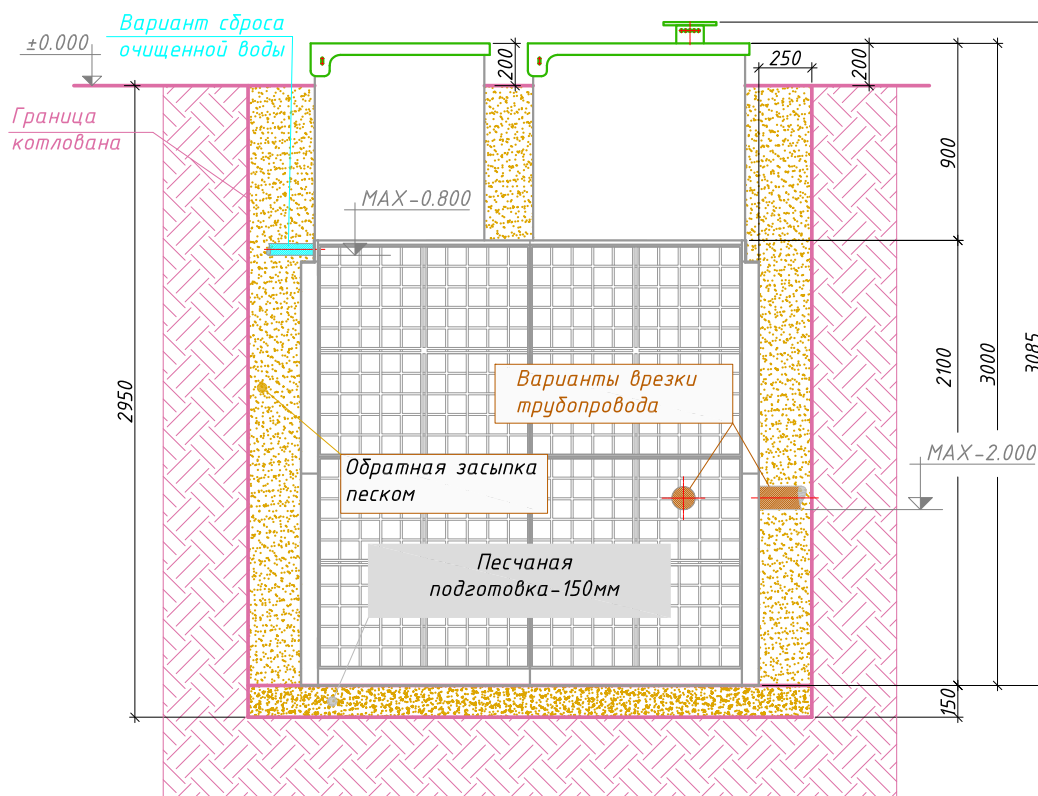 Вариант сброса
очищенной воды
±0.000
Граница
котлована
200
250
200
MAX-0.800
900
2950
2100
3000
3085
Варианты врезки
трубопровода
Обратная засыпка
песком
MAX-2.000
Песчаная
подготовка-150мм
150